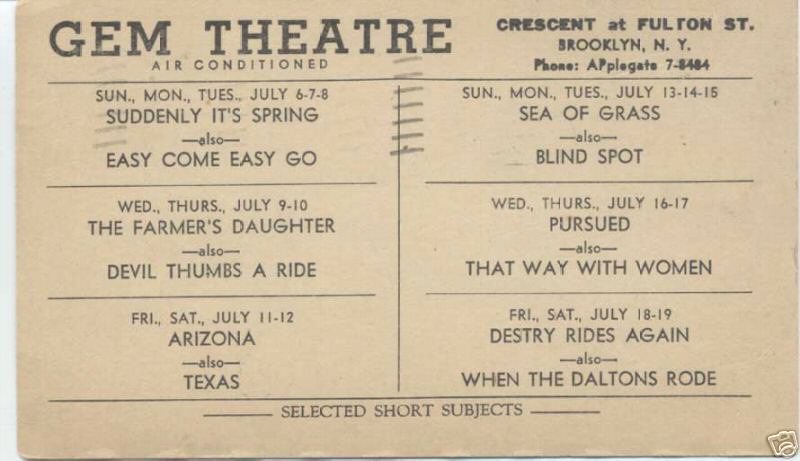 GEM THEATRE
AIR CONDITIONED
CRESCENT at FULTON ST.
BROOKLYN, N. Y.
Phone: APplegate 7-8484
SUN., MON., TUES., JULY 6-7-8
SUDDENLY IT'S SPRING
—also—
EASY COME EASY GO
WED., THURS., JULY 9-10
THE FARMER'S DAUGHTER
—also—
DEVIL THUMBS A RIDE
FRI., SAT., JULY 11-12
ARIZONA
—also—
TEXAS
SUN., MON., TUES., JULY 13-14-15
SEA OF GRASS
—also—
BLIND SPOT
WED., THURS., JULY 16-17
PURSUED
—also—
THAT WAY WITH WOMEN
FRI., SAT., JULY 18-19
DESTRY RIDES AGAIN
—also—
WHEN THE DALTONS RODE
SELECTED SHORT SUBJECTS